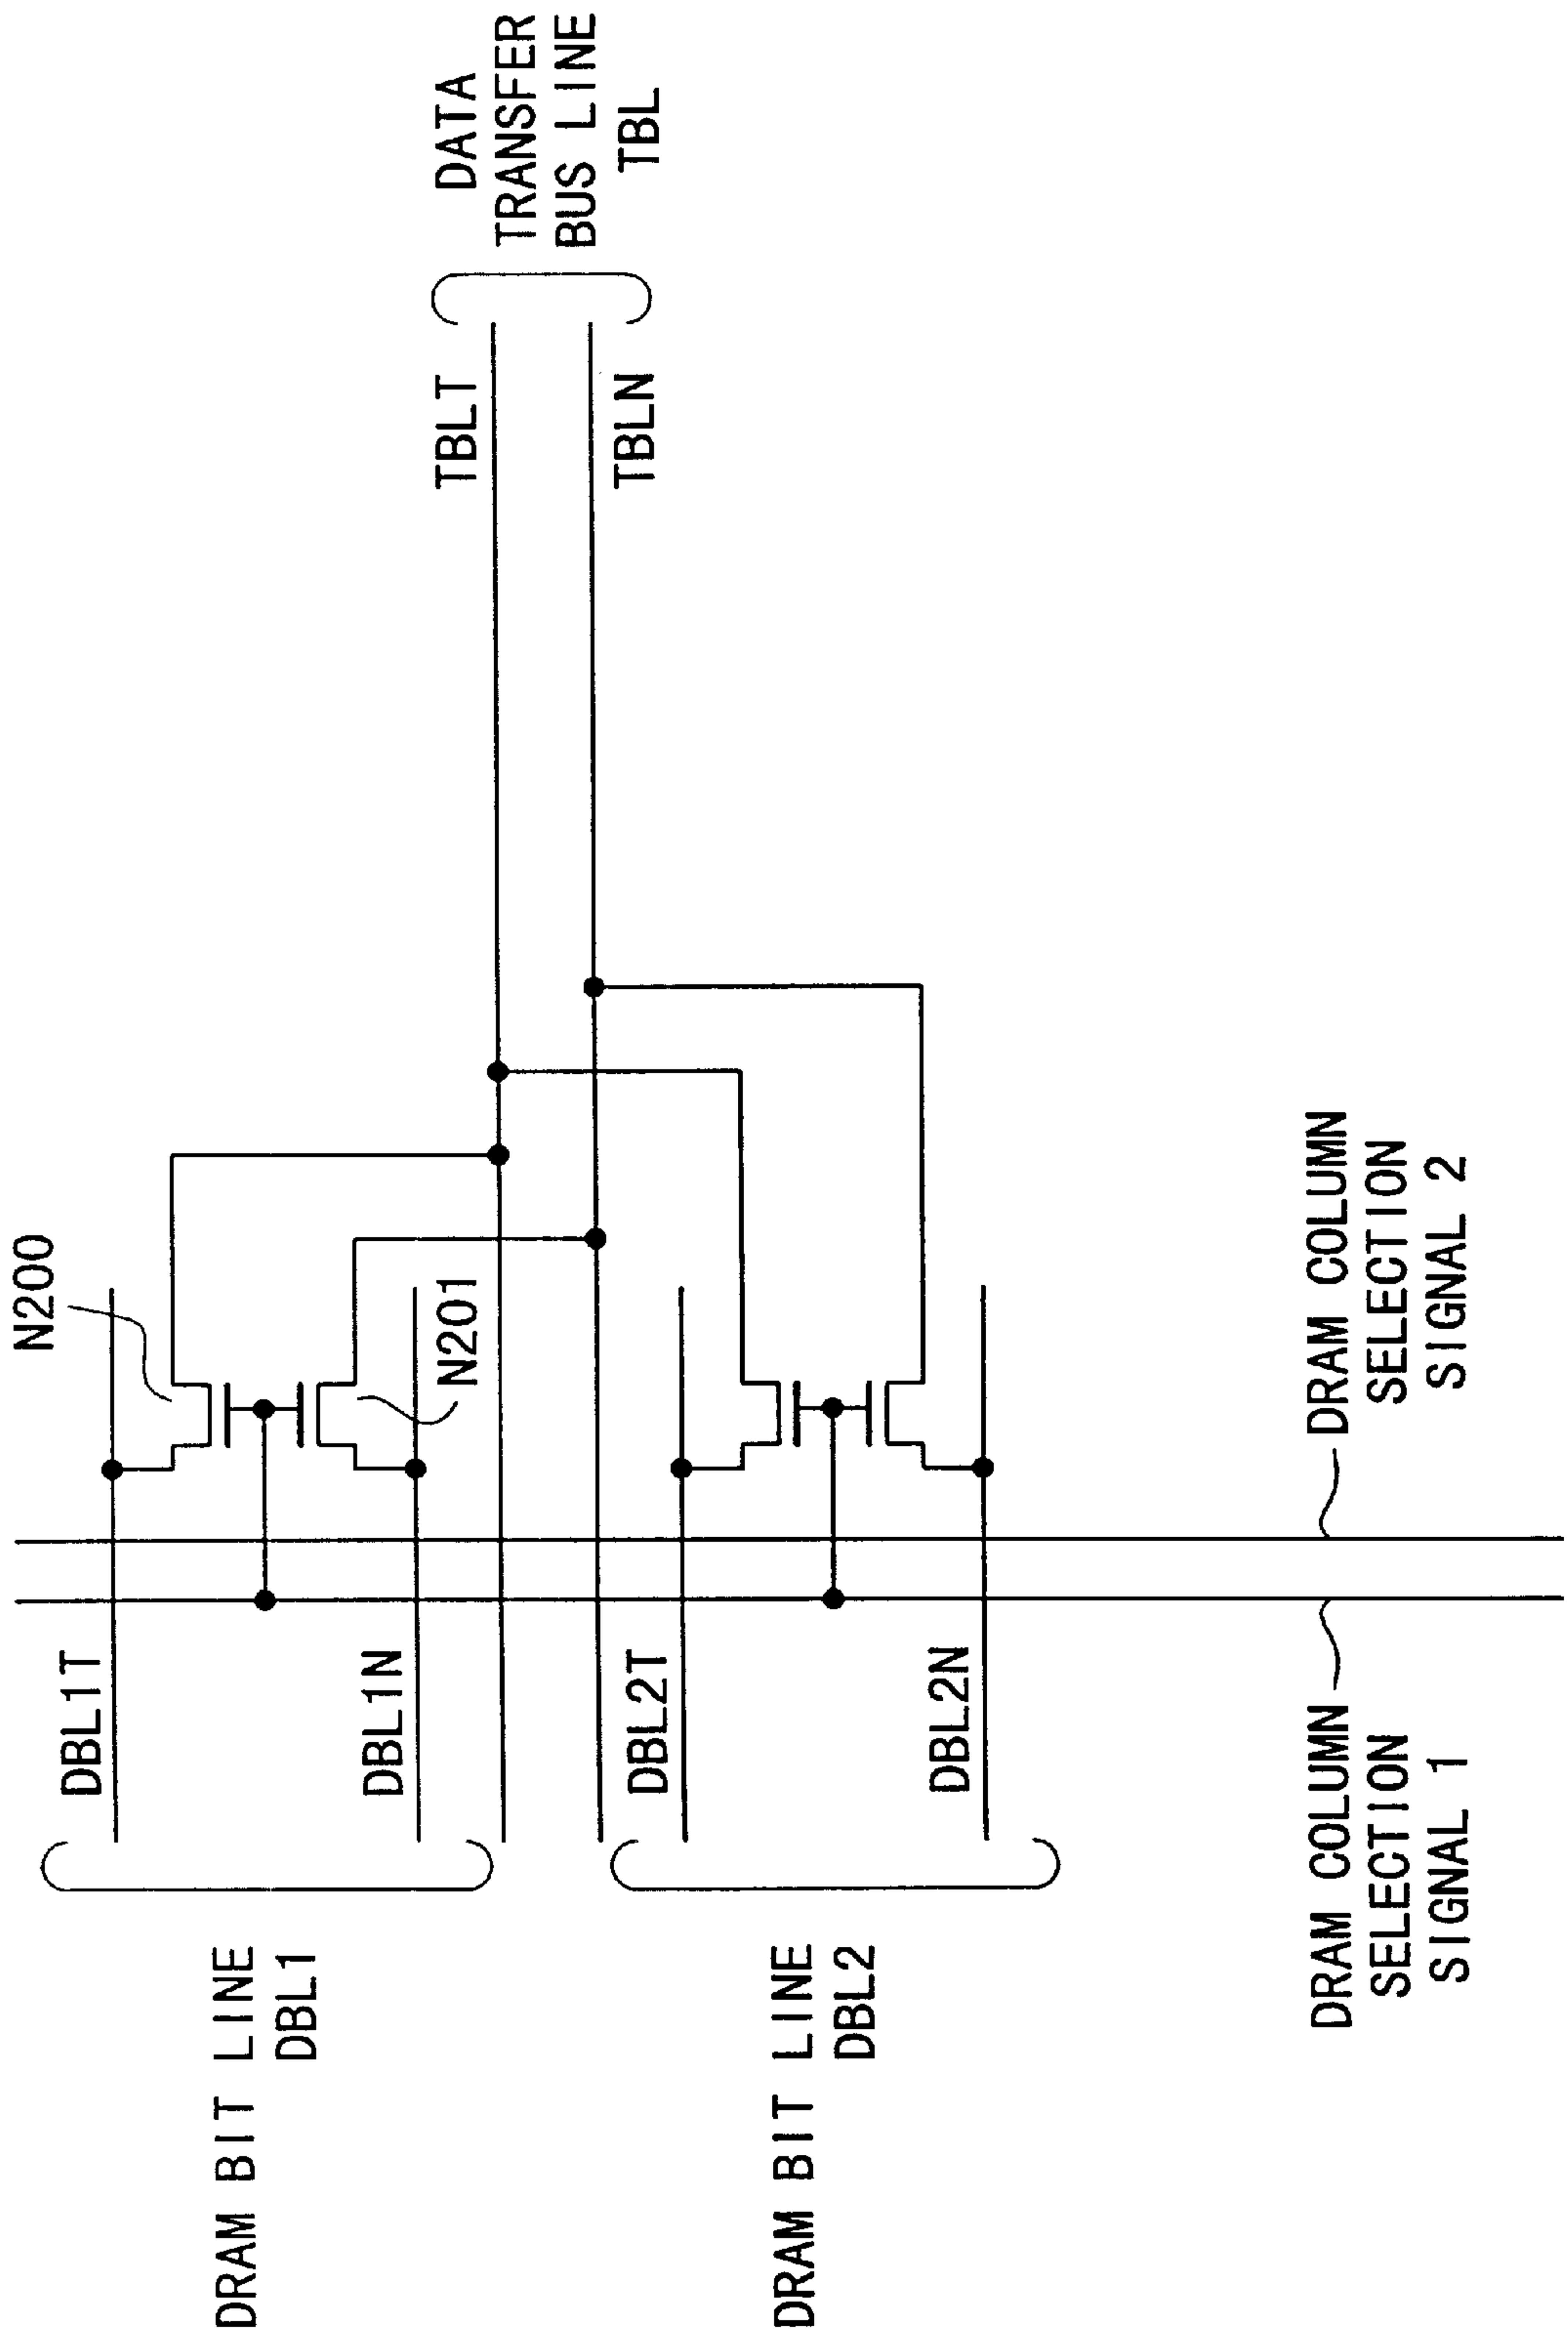 DRAM BIT LINE
DBL1
DBL1T
DBL1N
N200
N201
TBLT
TBLN
DATA
TRANSFER
BUS LINE
TBL
DRAM BIT LINE
DBL2
DBL2T
DBL2N
DRAM COLUMN
SELECTION
SIGNAL 1
DRAM COLUMN
SELECTION
SIGNAL 2